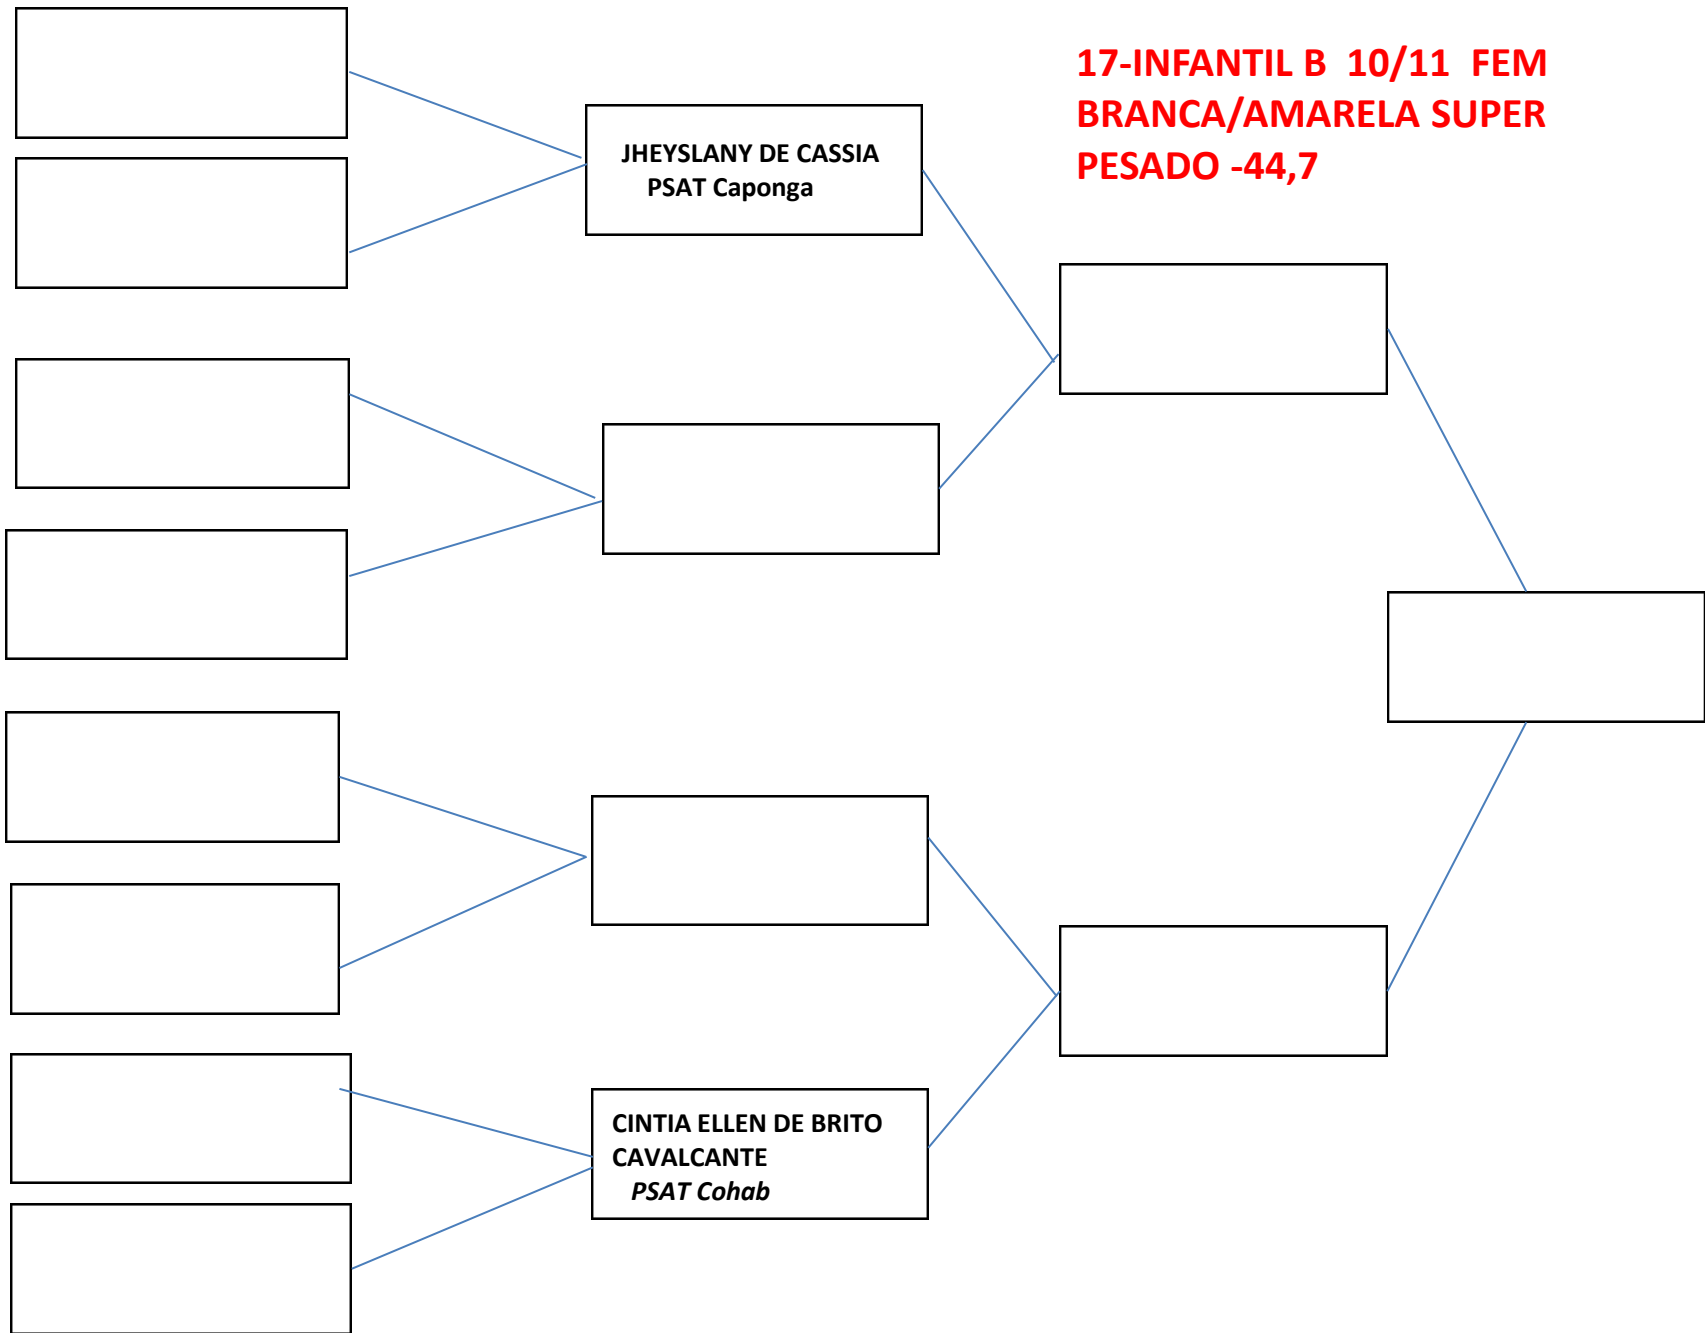 17-INFANTIL B 10/11 FEM
BRANCA/AMARELA SUPER
PESADO -44,7
JHEYSLANY DE CASSIA
PSAT Caponga
CINTIA ELLEN DE BRITO
CAVALCANTE
PSAT Cohab